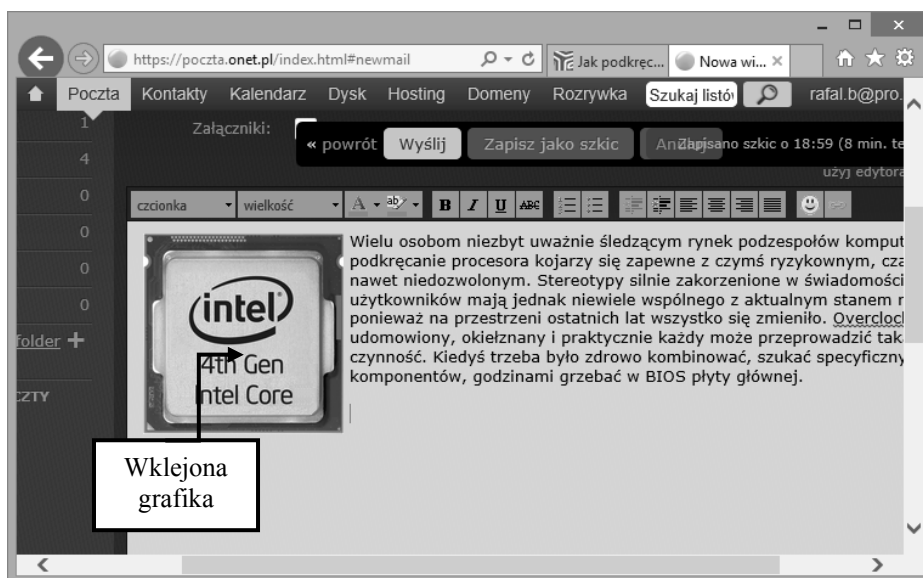 https://poczta.onet.pl/index.html#newmail
Jak podkręc...
Nowa wi...
Poczta Kontakty Kalendarz Dysk Hosting Domeny Rozrywka Szukaj listów rafal.b@pro.
1
4
0
0
0
0
folder +
CZTY
Załączniki:
« powrót Wyślij Zapisz jako szkic Anuluj Zapisano szkic o 18:59 (8 min. te
użyj edytora
czcionka wielkość A ab B I U ABC
Wielu osobom niezbyt uważnie śledzącym rynek podzespołów komput
podkręcanie procesora kojarzy się zapewne z czymś ryzykownym, cza
nawet niedozwolonym. Stereotypy silnie zakorzenione w świadomości
użytkowników mają jednak niewiele wspólnego z aktualnym stanem r
ponieważ na przestrzeni ostatnich lat wszystko się zmieniło. Overclock
udomowiony, okiełznany i praktycznie każdy może przeprowadzić tak
czynność. Kiedyś trzeba było zdrowo kombinować, szukać specyficzny
komponentów, godzinami grzebać w BIOS płyty głównej.
intel
4th Gen
Intel Core
Wklejona
grafika